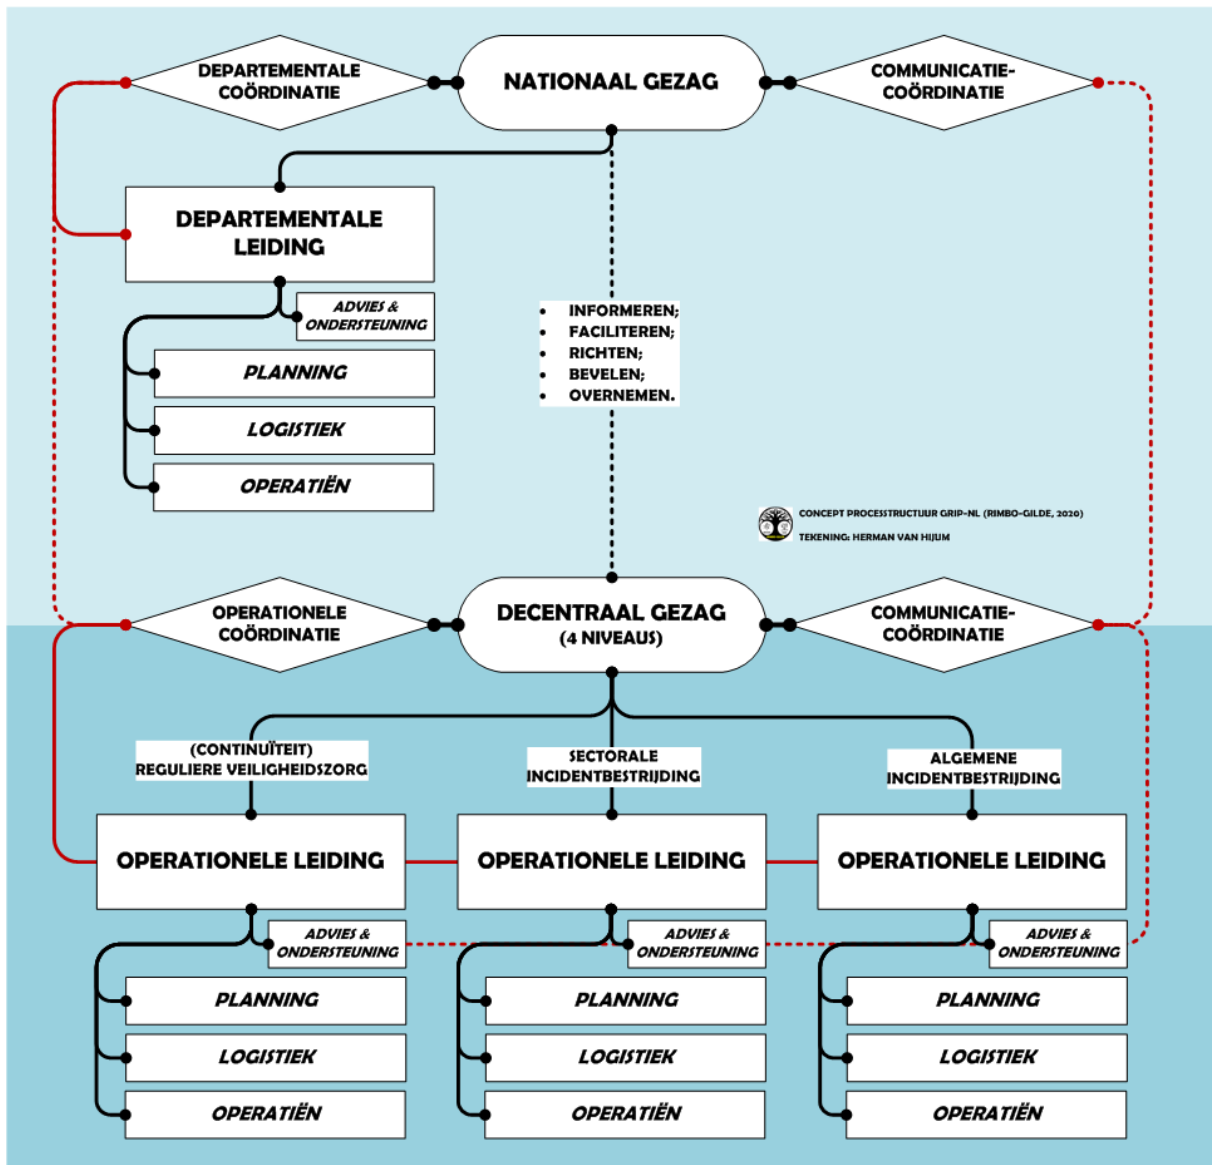 DEPARTEMENTALE
COÖRDINATIE
NATIONAAL GEZAG
COMMUNICATIE-
COÖRDINATIE
DEPARTEMENTALE
LEIDING
ADVIES &
ONDERSTEUNING
PLANNING
LOGISTIEK
OPERATIËN
• INFORMEREN;
• FACILITEREN;
• RICHTEN;
• BEVELEN;
• OVERNEMEN.
CONCEPT PROCESSTRUCTUUR GRIP-NL (RIMBO-GILDE, 2020)
TEKENING: HERMAN VAN HIJUM
OPERATIONELE
COÖRDINATIE
DECENTRAAL GEZAG
(4 NIVEAUS)
COMMUNICATIE-
COÖRDINATIE
(CONTINUÏTEIT)
REGULIERE VEILIGHEIDSZORG
SECTORALE
INCIDENTBESTRIJDING
ALGEMENE
INCIDENTBESTRIJDING
OPERATIONELE LEIDING
OPERATIONELE LEIDING
OPERATIONELE LEIDING
ADVIES &
ONDERSTEUNING
PLANNING
LOGISTIEK
OPERATIËN
ADVIES &
ONDERSTEUNING
PLANNING
LOGISTIEK
OPERATIËN
ADVIES &
ONDERSTEUNING
PLANNING
LOGISTIEK
OPERATIËN